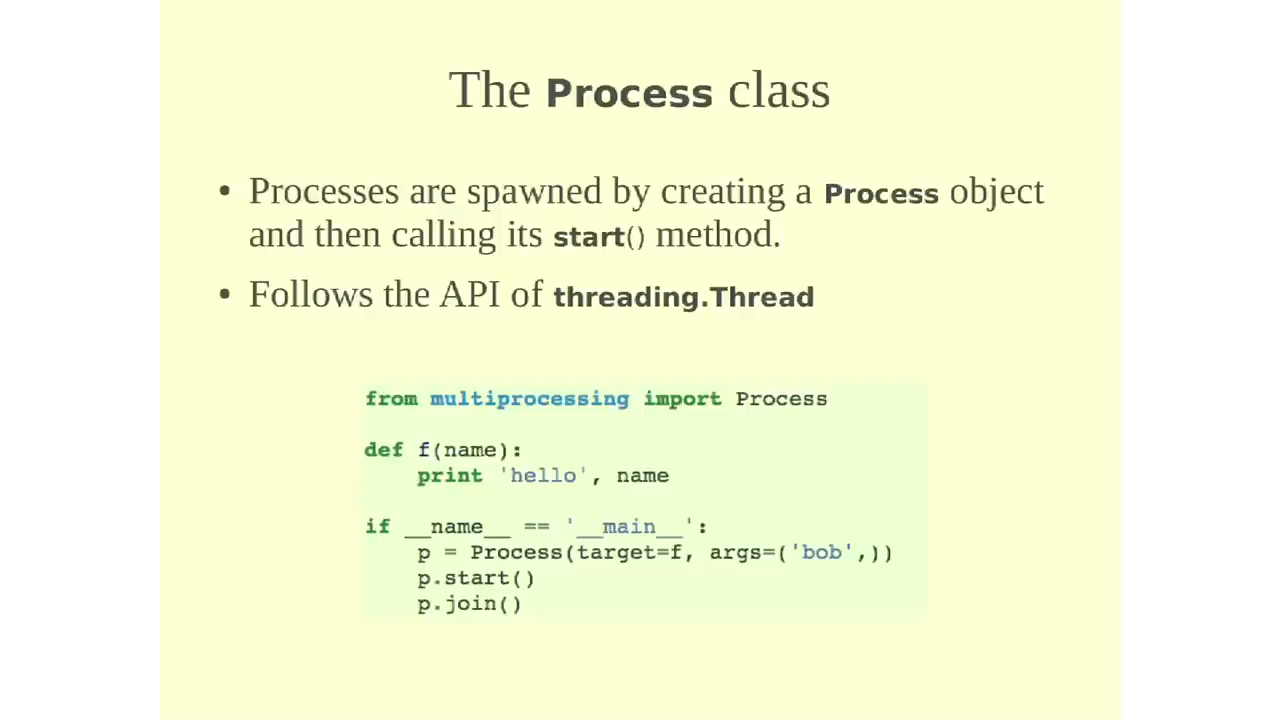 The Process class
• Processes are spawned by creating a Process object
and then calling its start() method.
• Follows the API of threading.Thread
from multiprocessing import Process
def f(name):
    print 'hello', name
if __name__ == '__main__':
    p = Process(target=f, args=('bob',))
    p.start()
    p.join()